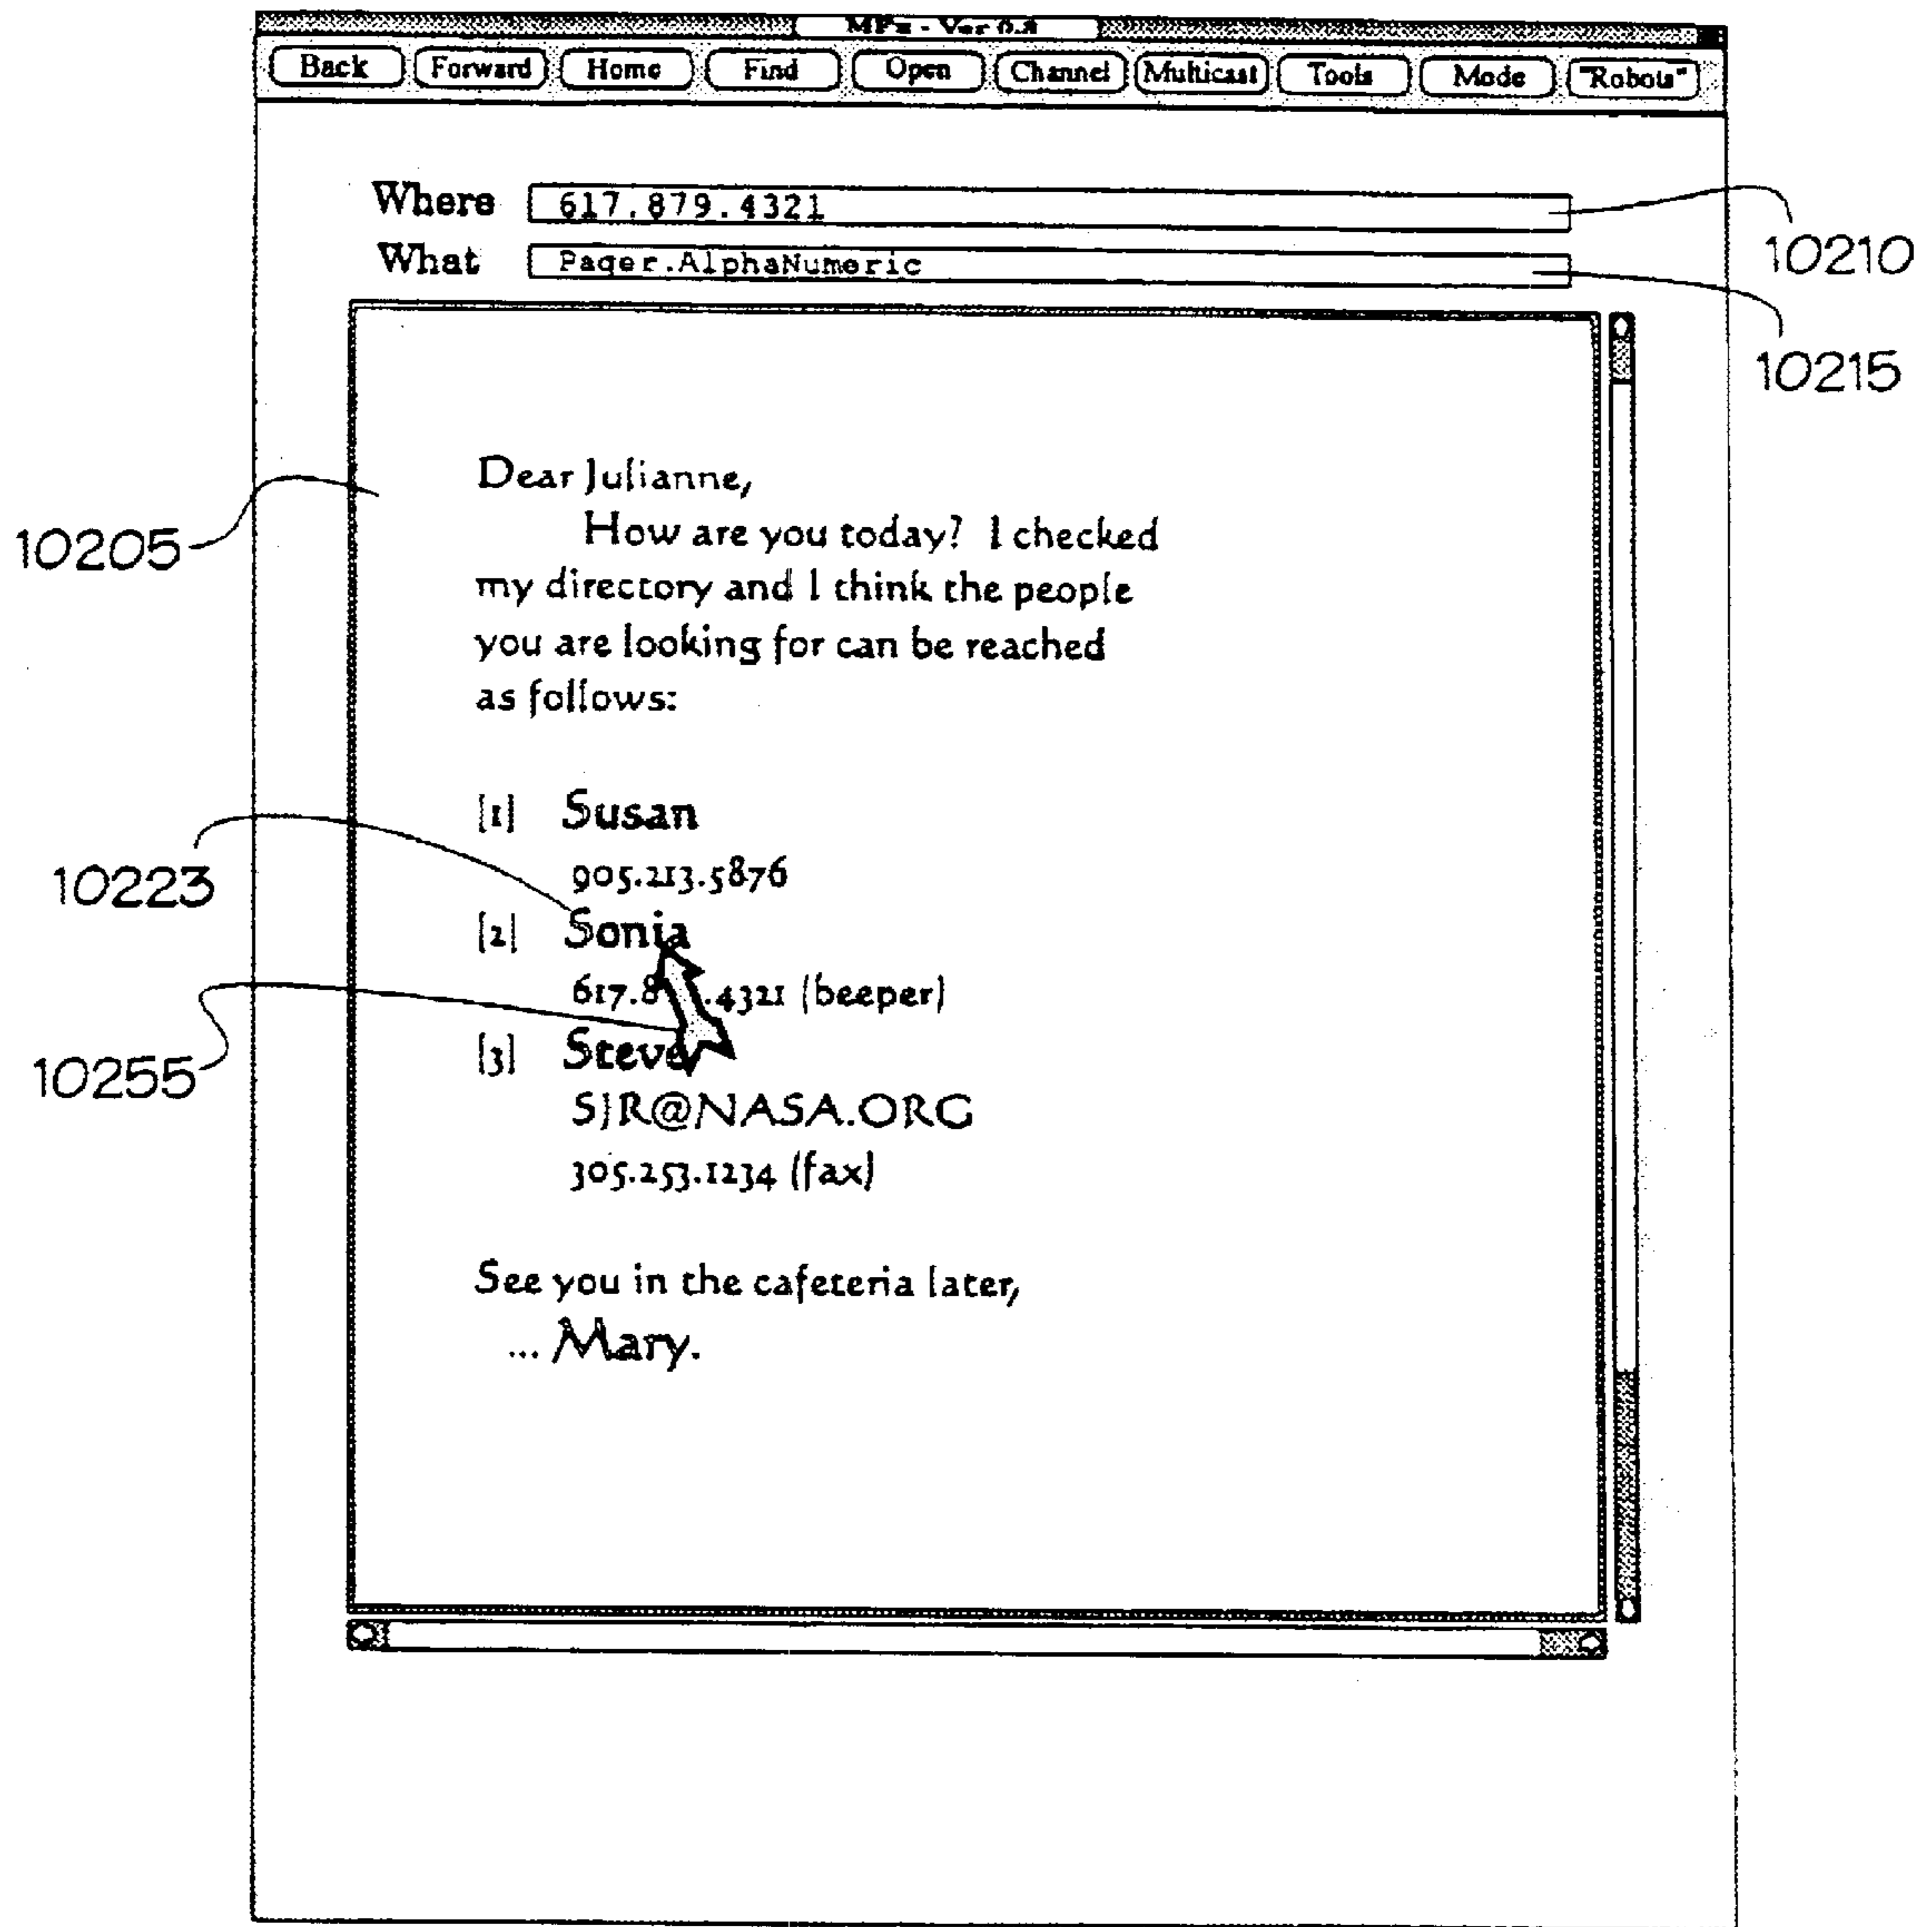 Ver 0.8
Back Forward Home Find Open Channel Multicast Tools Mode "Robots"
Where 617.879.4321
10210
What Pager.AlphaNumeric
10215
Dear Julianne,
10205
How are you today? I checked
my directory and I think the people
you are looking for can be reached
as follows:
[1] Susan
905.213.5876
10223
[2] Sonia
617.8 .4321 (beeper)
10255
[3] Steve
SJR@NASA.ORG
305.253.1234 (fax)
See you in the cafeteria later,
... Mary.